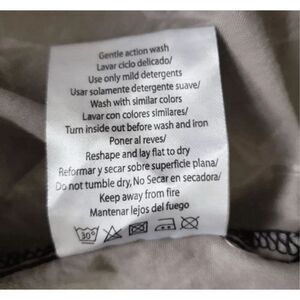 Gentle action wash
Lavar ciclo delicado/
Use only mild detergents
Usar solamente detergente suave/
Wash with similar colors
Lavar con colores similares/
Turn inside out before wash and iron
Poner al reves/
Reshape and lay flat to dry
Reformar y secar sobre superficie plana/
Do not tumble dry, No Secar en secadora/
Keep away from fire
Mantener lejos del fuego
30°